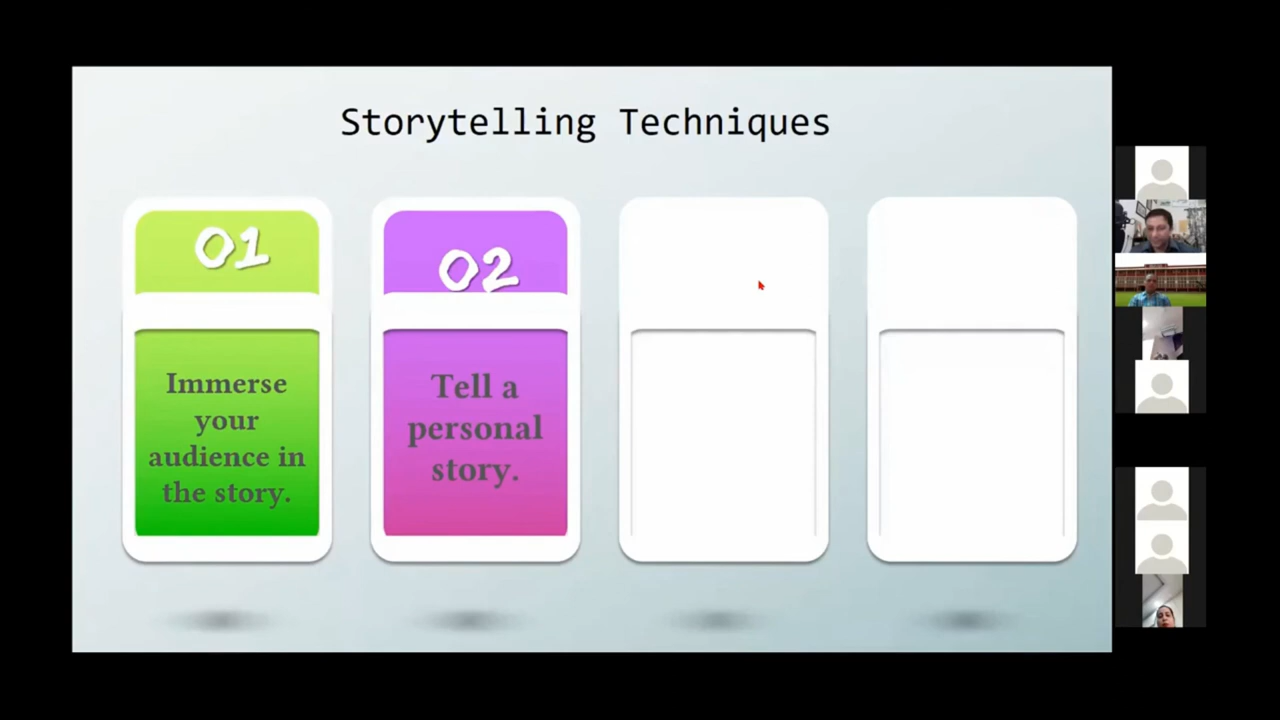 Storytelling Techniques
01
02
Immerse
your
audience in
the story.
Tell a
personal
story.